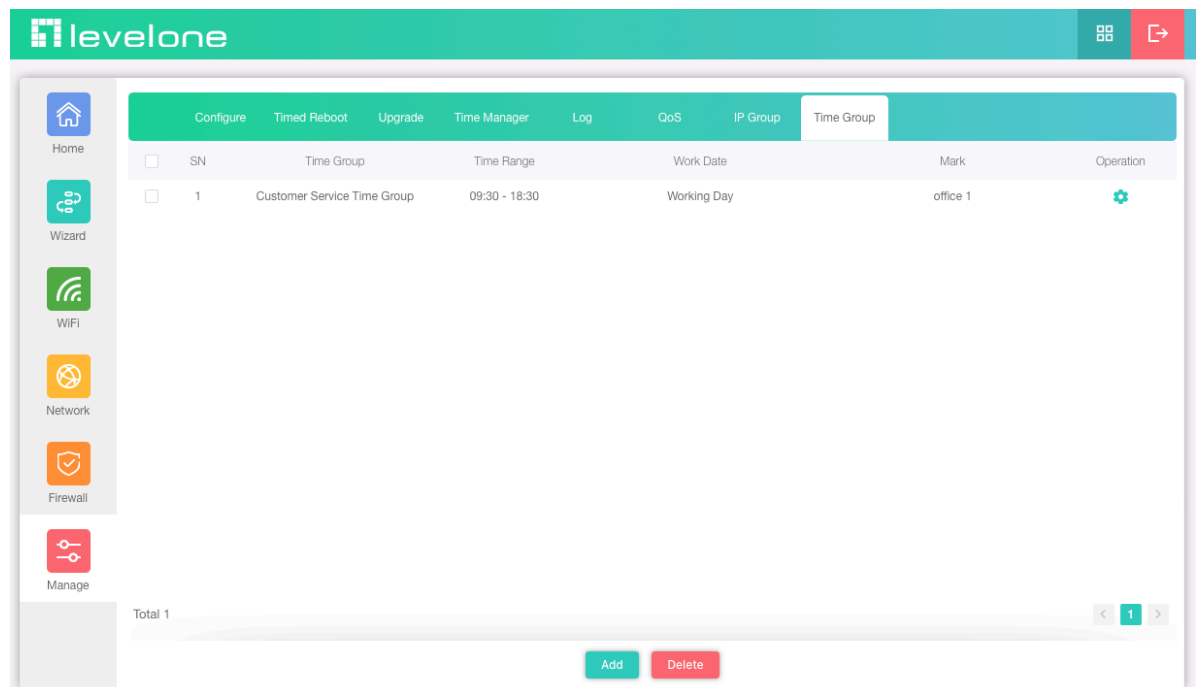 levelone
Configure Timed Reboot Upgrade Time Manager Log QoS IP Group Time Group
Home
SN Time Group Time Range Work Date Mark Operation
1 Customer Service Time Group 09:30 - 18:30 Working Day office 1
Wizard
WiFi
Network
Firewall
Manage
Total 1
< 1 >
Add Delete